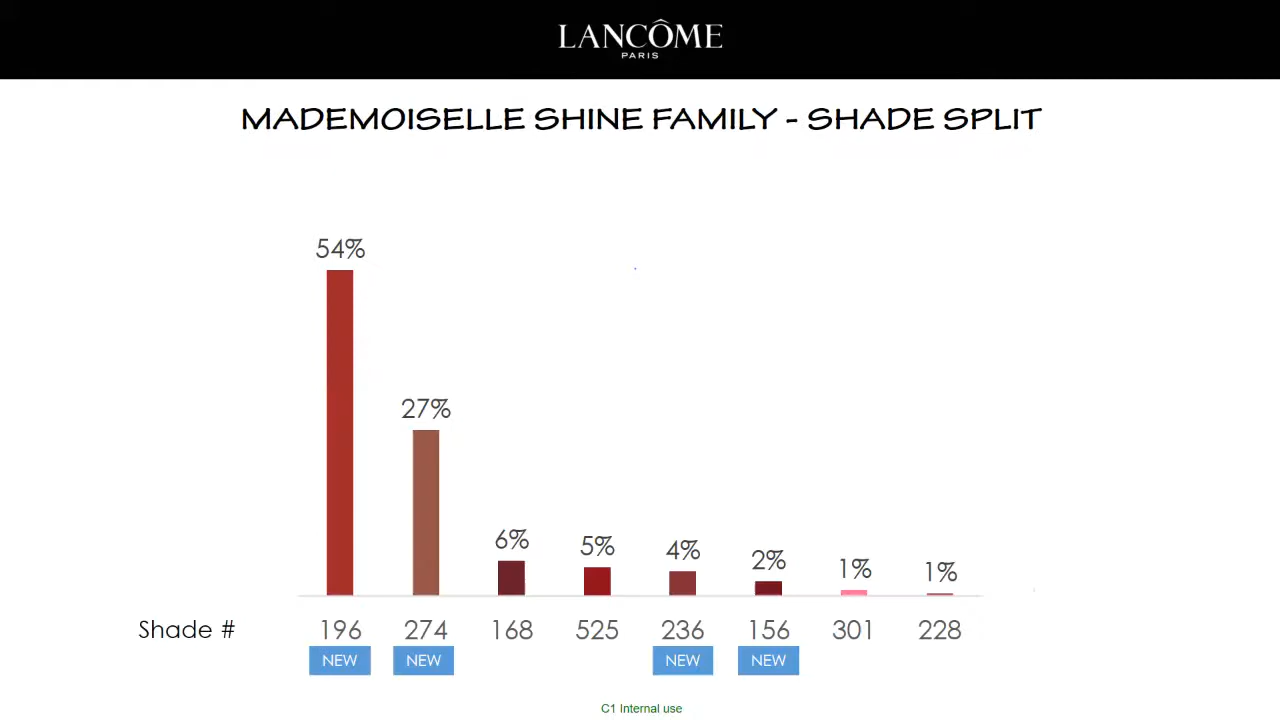 LANCÔME
PARIS
MADEMOISELLE SHINE FAMILY - SHADE SPLIT
54%
27%
6%
5%
4%
2%
1%
1%
Shade # 196 274 168 525 236 156 301 228
NEW NEW NEW NEW
C1 Internal use